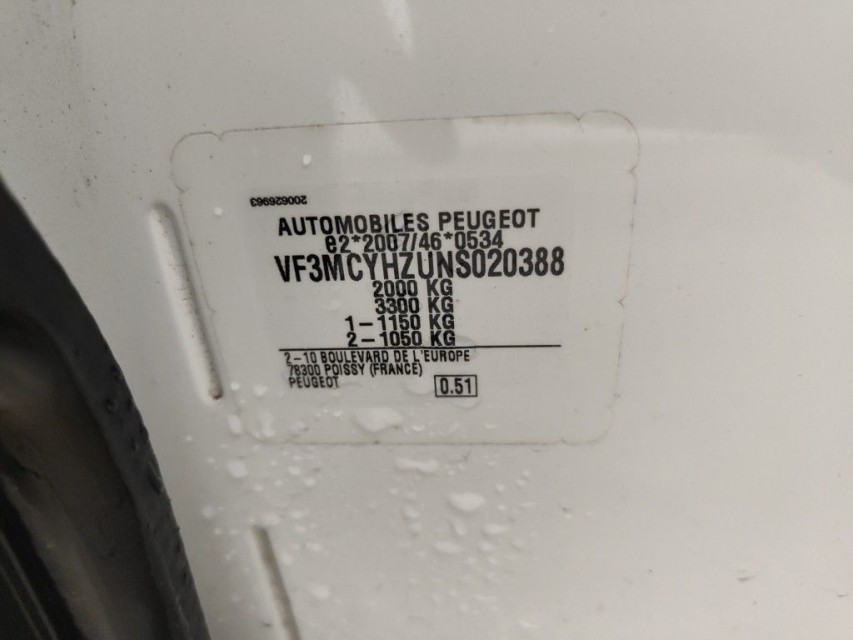 200626963
AUTOMOBILES PEUGEOT
e2*2007/46*0534
VF3MCYHZUNS020388
2000 KG
3300 KG
1-1150 KG
2-1050 KG
2-10 BOULEVARD DE L'EUROPE
78300 POISSY (FRANCE)
PEUGEOT
0.51